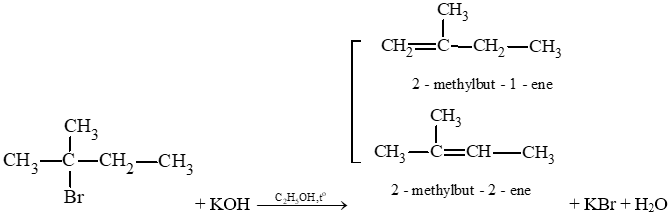 CH₃
CH₂=C—CH₂—CH₃
2 - methylbut - 1 - ene
CH₃
CH₃—C=CH—CH₃
2 - methylbut - 2 - ene
CH₃
CH₃—C—CH₂—CH₃
Br
+ KOH C₂H₅OH,t° ⟶ + KBr + H₂O